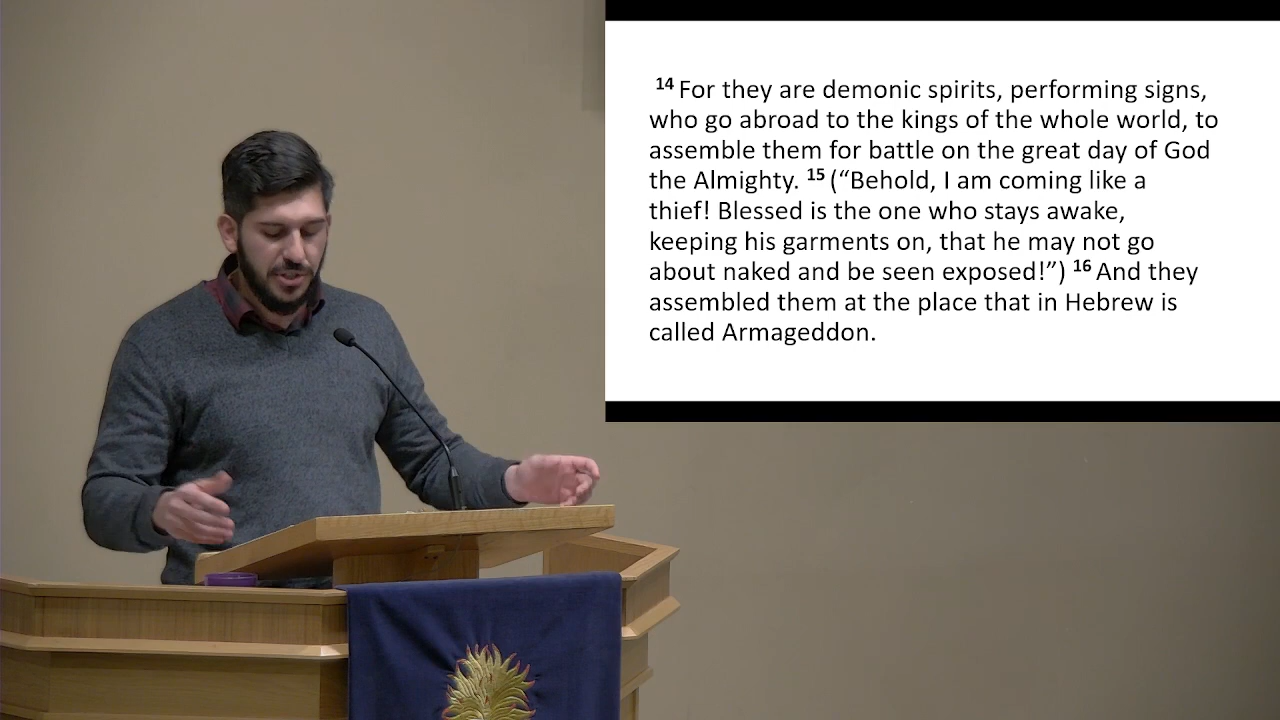 14 For they are demonic spirits, performing signs,
who go abroad to the kings of the whole world, to
assemble them for battle on the great day of God
the Almighty. 15 (“Behold, I am coming like a
thief! Blessed is the one who stays awake,
keeping his garments on, that he may not go
about naked and be seen exposed!”) 16 And they
assembled them at the place that in Hebrew is
called Armageddon.